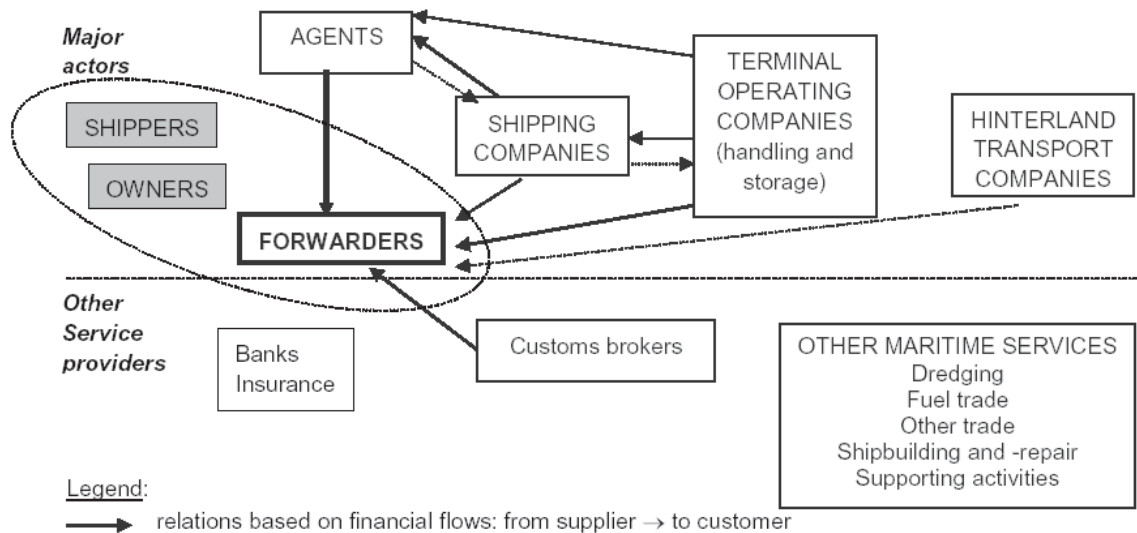 Major
actors
AGENTS
SHIPPERS
OWNERS
SHIPPING
COMPANIES
TERMINAL
OPERATING
COMPANIES
(handling and
storage)
HINTERLAND
TRANSPORT
COMPANIES
FORWARDERS
Other
Service
providers
Banks
Insurance
Customs brokers
OTHER MARITIME SERVICES
Dredging
Fuel trade
Other trade
Shipbuilding and -repair
Supporting activities
Legend:
relations based on financial flows: from supplier → to customer